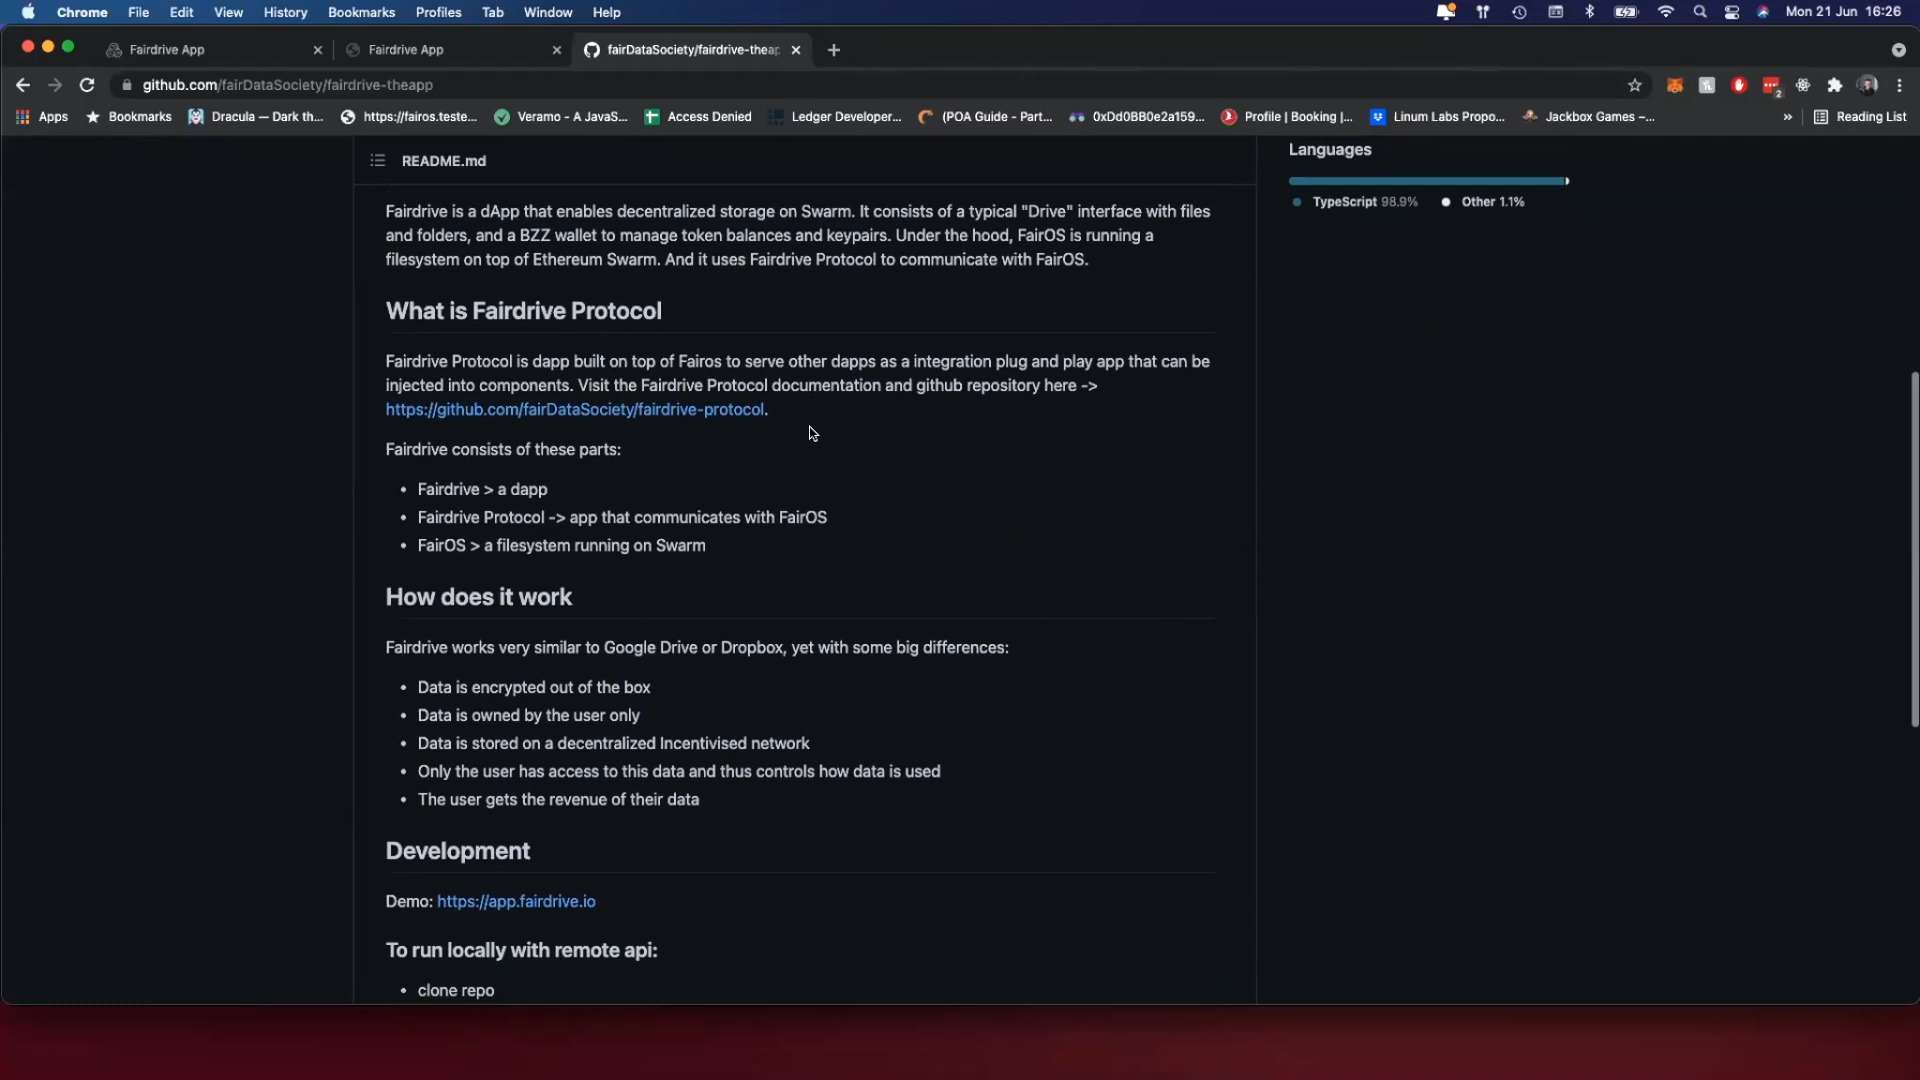 Chrome File Edit View History Bookmarks Profiles Tab Window Help Mon 21 Jun 16:26
Fairdrive App Fairdrive App fairDataSociety/fairdrive-theap
github.com/fairDataSociety/fairdrive-theapp
Apps Bookmarks Dracula — Dark th... https://fairos.teste... Veramo - A JavaS... Access Denied Ledger Developer... (POA Guide - Part... 0xDd0BB0e2a159... Profile | Booking |... Linum Labs Propo... Jackbox Games –... » Reading List
README.md
Fairdrive is a dApp that enables decentralized storage on Swarm. It consists of a typical "Drive" interface with files
and folders, and a BZZ wallet to manage token balances and keypairs. Under the hood, FairOS is running a
filesystem on top of Ethereum Swarm. And it uses Fairdrive Protocol to communicate with FairOS.
What is Fairdrive Protocol
Fairdrive Protocol is dapp built on top of Fairos to serve other dapps as a integration plug and play app that can be
injected into components. Visit the Fairdrive Protocol documentation and github repository here ->
https://github.com/fairDataSociety/fairdrive-protocol.
Fairdrive consists of these parts:
• Fairdrive > a dapp
• Fairdrive Protocol -> app that communicates with FairOS
• FairOS > a filesystem running on Swarm
How does it work
Fairdrive works very similar to Google Drive or Dropbox, yet with some big differences:
• Data is encrypted out of the box
• Data is owned by the user only
• Data is stored on a decentralized Incentivised network
• Only the user has access to this data and thus controls how data is used
• The user gets the revenue of their data
Development
Demo: https://app.fairdrive.io
To run locally with remote api:
• clone repo
Languages
TypeScript 98.9% Other 1.1%